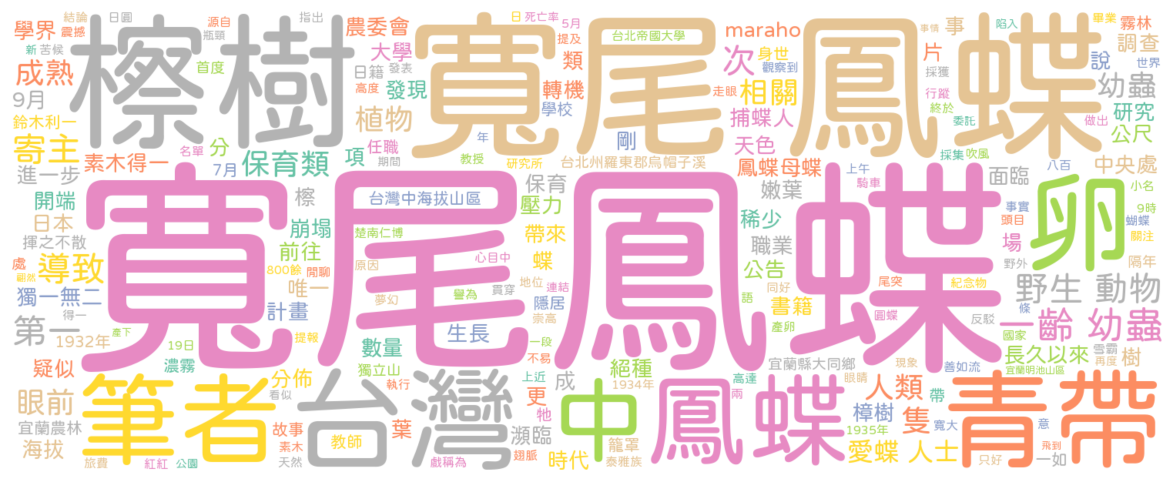 結論 日圓 指出 農委會 寬尾鳳蝶 日 死亡率 5月 事情 陷入 畢業
學界 源自 瓶頸 檫樹 大學 提及 台北帝國大學 maraho 事 霧林
新 苦候 震撼 日籍 發表 類 次 身世 片 調查
成熟 首度 高度 發現 轉機 走眼 觀察到 採獲 說 世界
9月 學校 相關 行蹤 終於 幼蟲
鈴木利一 分 植物 剛 捕蝶人 委託 做出 研究
寄主 名單 項 任職 期間 年 天色 公尺
素木得一 7月 保育類 教授 研究所 台北州羅東郡烏帽子溪 鳳蝶母蝶 採集 吹風 八百 中央處
進一步 檫 寬尾鳳蝶 保育 嫩葉 上午 騎車 面臨 卵 小名
開端 台灣中海拔山區 壓力 稀少 事實 9時
日本 崩塌 楚南仁博 帶來 職業 場 頭目 蝴蝶
揮之不散 前往 心目中 蝶 公告 野外 關注
處 導致 800餘 閒聊 原因 地位 連結 尾突 紀念物 隔年
翻飛 唯一 夢幻 譽為 貫穿 隱居 同好 書籍 語 條 野生 動物
獨一無二 得一 計畫 崇高 產卵 圓蝶 反駁
第一 1932年 產下 19日 提報 生長 一段 不易 國家 一齡 幼蟲
疑似 濃霧 獨立山 數量 執行 上近 絕種 宜蘭縣大同鄉 現象 長久以來 雪霸 再度 樹
眼前 筆者 分佈 看似 台灣 更 成 1934年 中 高達 兩 眼睛 善如流 宜蘭明池山區
宜蘭農林 故事 葉 牠 鳳蝶 人類 帶 青帶
海拔 素木 教師 瀕臨 翅脈 籠罩 樟樹 隻 寬大 意
旅費 紅紅 公園 天然 戲稱為 時代 泰雅族 1935年 愛蝶 人士 只好 一如 飛到